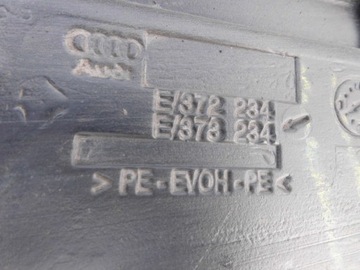 Audi
E/372 234
E/373 234
> PE-EVOH-PE <